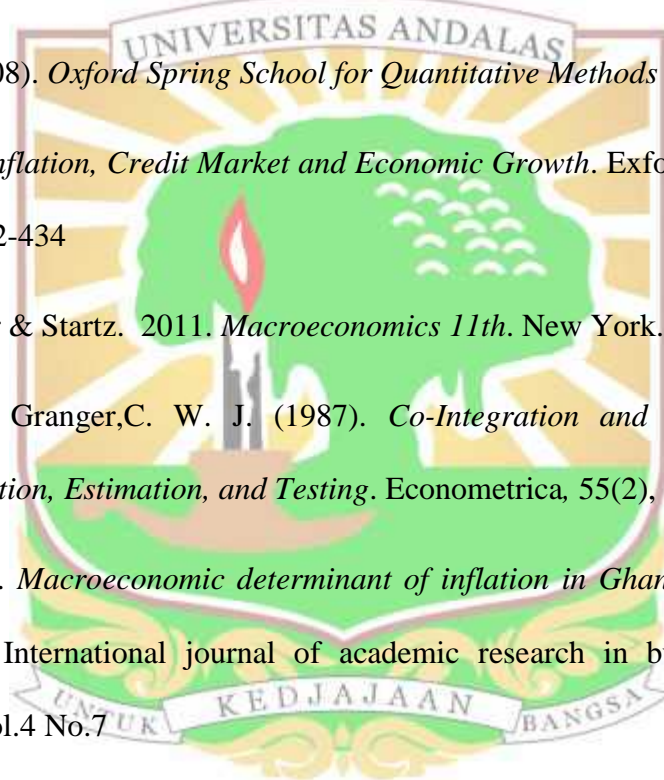 UNIVERSITAS ANDALAS
08). Oxford Spring School for Quantitative Methods
nflation, Credit Market and Economic Growth. Exfo
2-434
& Startz. 2011. Macroeconomics 11th. New York.
Granger,C. W. J. (1987). Co-Integration and
tion, Estimation, and Testing. Econometrica, 55(2),
. Macroeconomic determinant of inflation in Ghan
International journal of academic research in b
ol.4 No.7
UNTUK KEDJAJAAN BANGSA